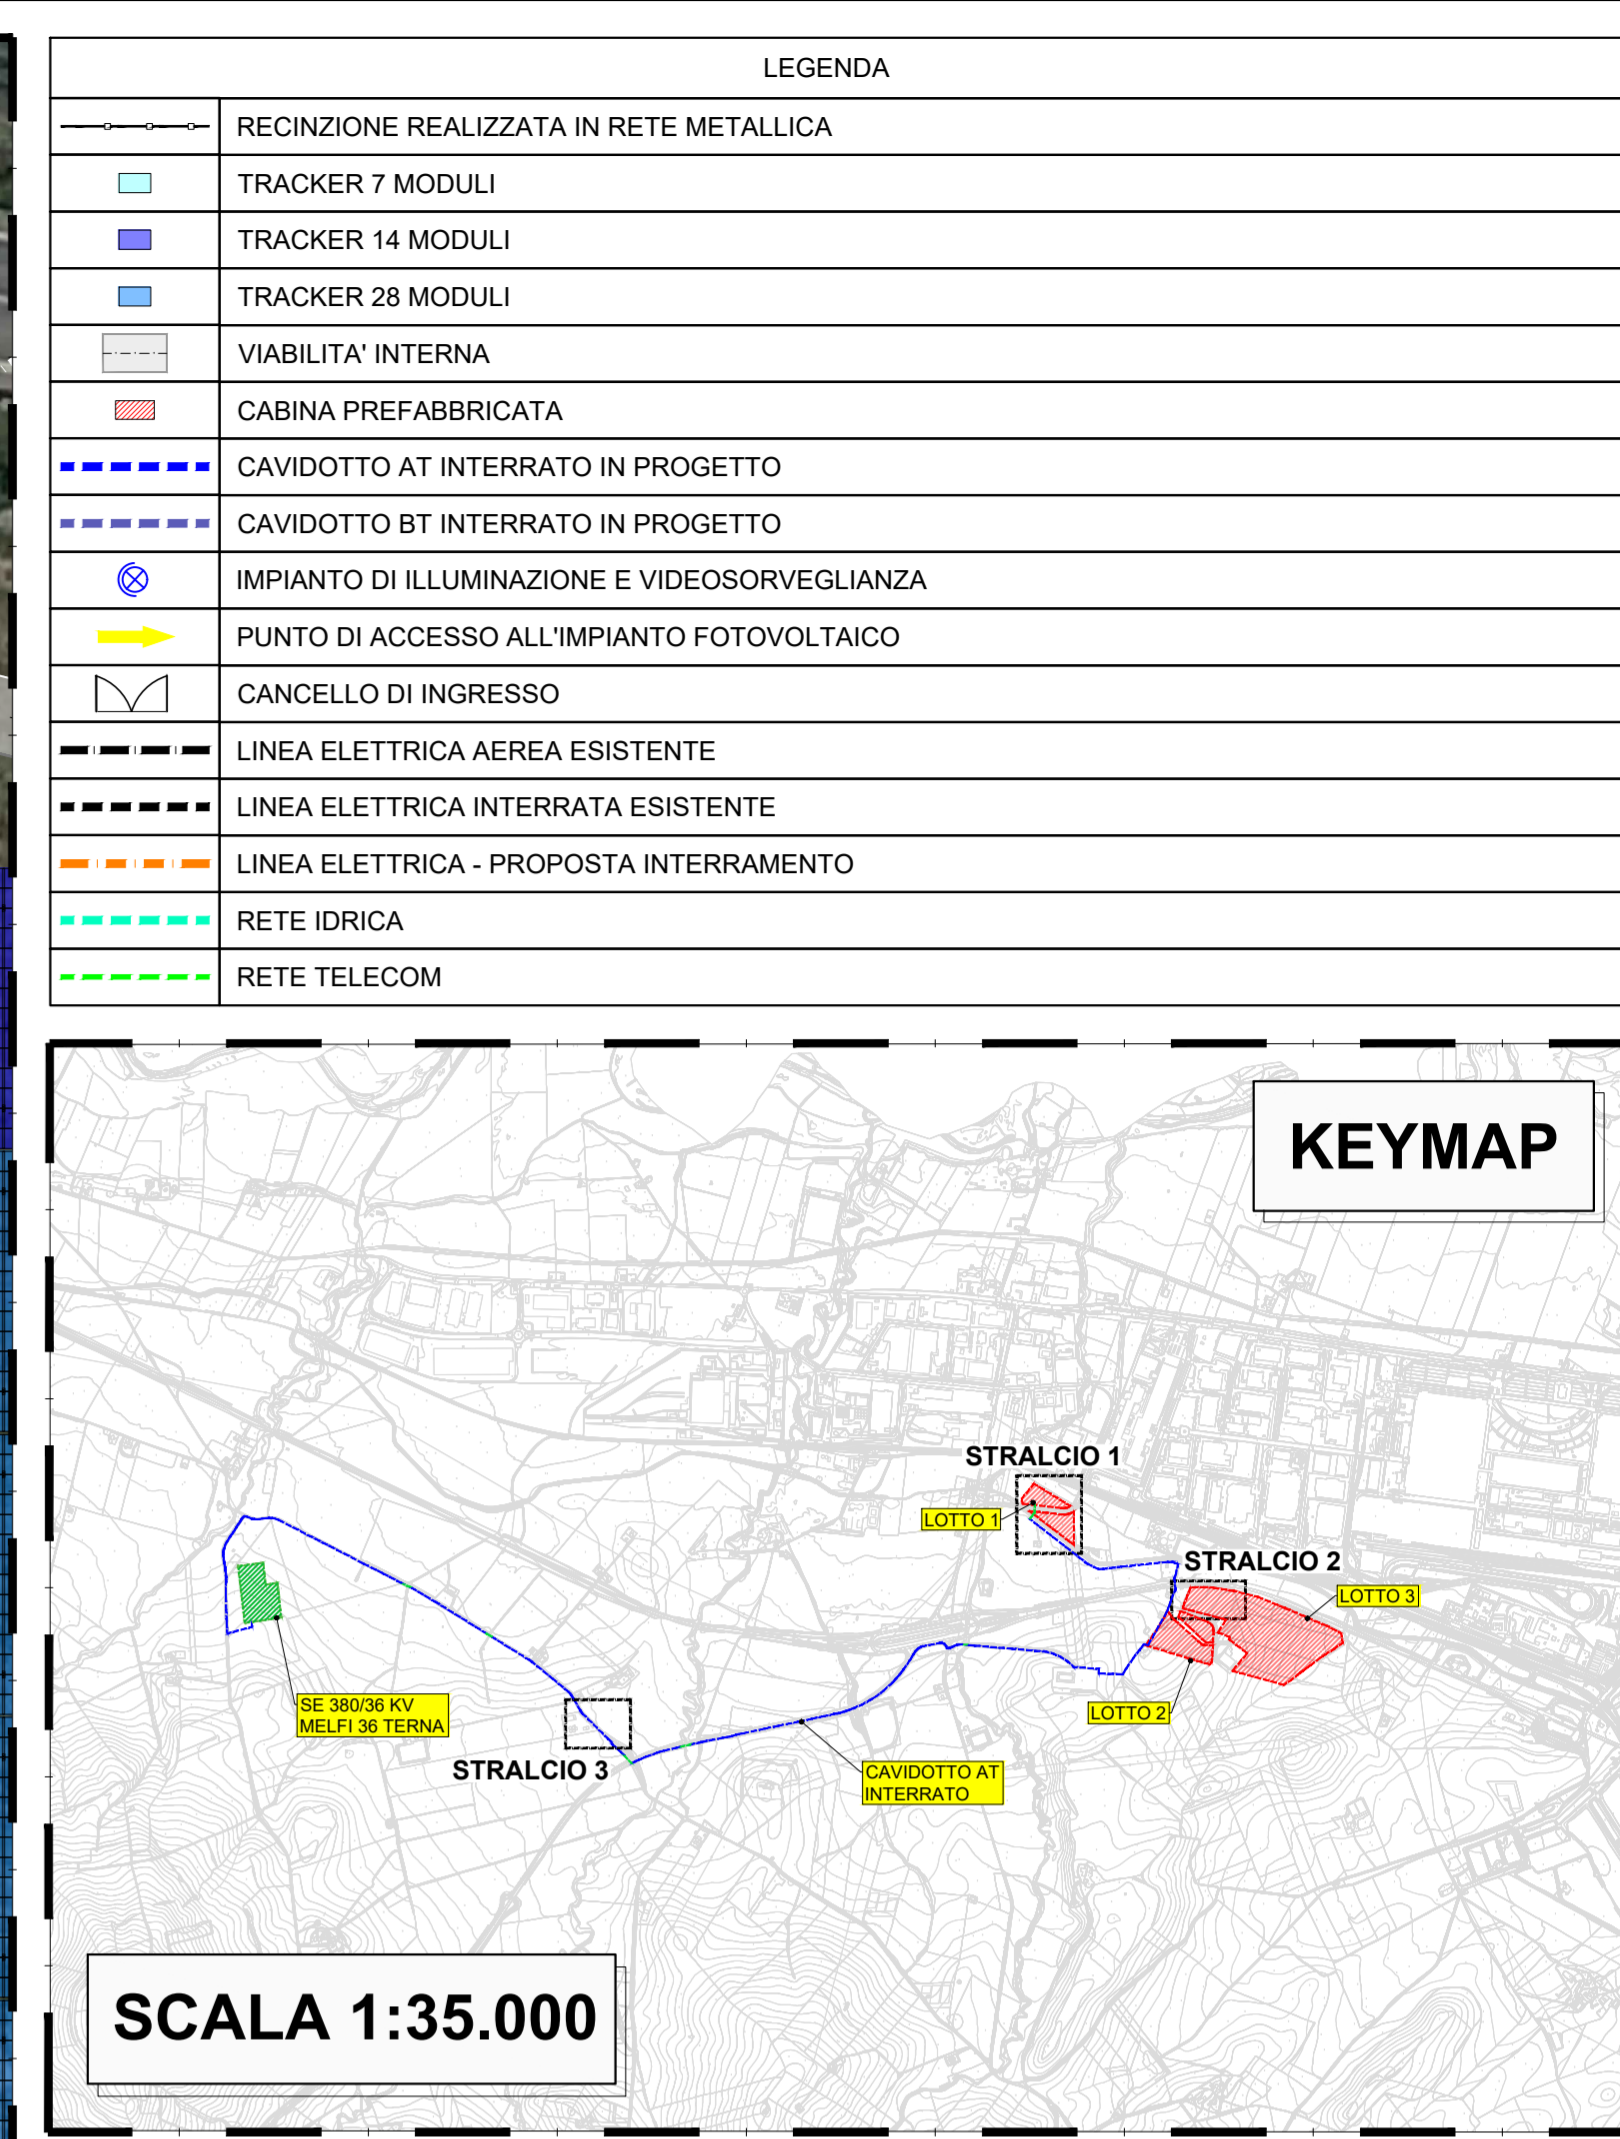 LEGENDA
RECINZIONE REALIZZATA IN RETE METALLICA
TRACKER 7 MODULI
TRACKER 14 MODULI
TRACKER 28 MODULI
VIABILITA' INTERNA
CABINA PREFABBRICATA
CAVIDOTTO AT INTERRATO IN PROGETTO
CAVIDOTTO BT INTERRATO IN PROGETTO
IMPIANTO DI ILLUMINAZIONE E VIDEOSORVEGLIANZA
PUNTO DI ACCESSO ALL'IMPIANTO FOTOVOLTAICO
CANCELLO DI INGRESSO
LINEA ELETTRICA AEREA ESISTENTE
LINEA ELETTRICA INTERRATA ESISTENTE
LINEA ELETTRICA - PROPOSTA INTERRAMENTO
RETE IDRICA
RETE TELECOM
KEYMAP
STRALCIO 1
LOTTO 1
STRALCIO 2
LOTTO 3
SE 380/36 KV
MELFI 36 TERNA
LOTTO 2
STRALCIO 3
CAVIDOTTO AT
INTERRATO
SCALA 1:35.000